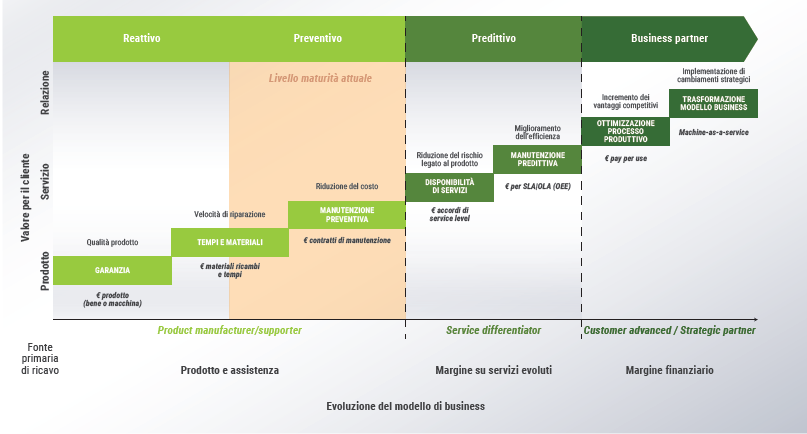 Reattivo
Preventivo
Predittivo
Business partner
Livello maturità attuale
Implementazione di
cambiamenti strategici
TRASFORMAZIONE
MODELLO BUSINESS
Machine-as-a-service
Incremento dei
vantaggi competitivi
OTTIMIZZAZIONE
PROCESSO
PRODUTTIVO
€ pay per use
Miglioramento
dell'efficienza
MANUTENZIONE
PREDITTIVA
€ per SLA|OLA (OEE)
Riduzione del rischio
legato al prodotto
DISPONIBILITÀ
DI SERVIZI
€ accordi di
service level
Riduzione del costo
MANUTENZIONE
PREVENTIVA
€ contratti di manutenzione
Velocità di riparazione
TEMPI E MATERIALI
€ materiali ricambi
e tempi
Qualità prodotto
GARANZIA
€ prodotto
(bene o macchina)
Valore per il cliente
Relazione
Servizio
Prodotto
Product manufacturer/supporter
Service differentiator
Customer advanced / Strategic partner
Fonte
primaria
di ricavo
Prodotto e assistenza
Margine su servizi evoluti
Margine finanziario
Evoluzione del modello di business